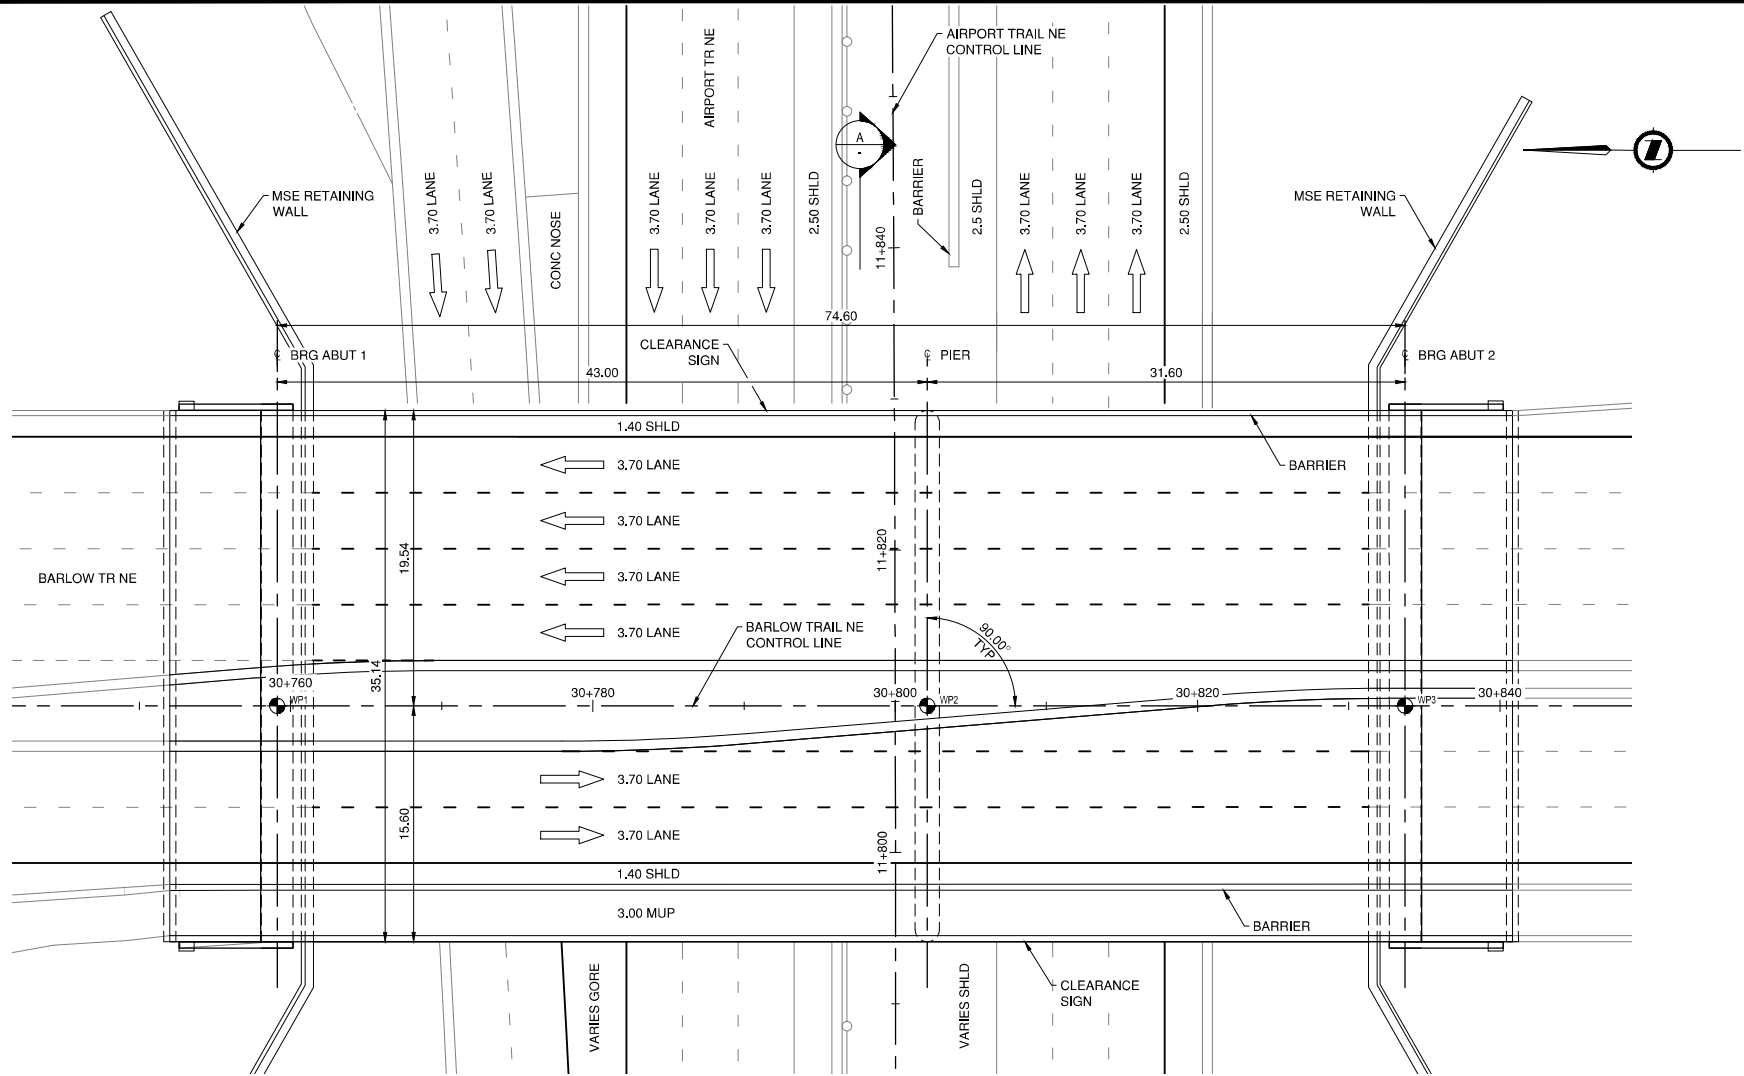 AIRPORT TRAIL NE
CONTROL LINE
AIRPORT TR NE
A
-
MSE RETAINING
WALL
3.70 LANE
3.70 LANE
CONC NOSE
3.70 LANE
3.70 LANE
3.70 LANE
2.50 SHLD
11+840
BARRIER
2.5 SHLD
3.70 LANE
3.70 LANE
3.70 LANE
2.50 SHLD
MSE RETAINING
WALL
74.60
℄ BRG ABUT 1
CLEARANCE
SIGN
℄ PIER
℄ BRG ABUT 2
43.00
31.60
1.40 SHLD
3.70 LANE
BARRIER
3.70 LANE
19.54
11+820
BARLOW TR NE
3.70 LANE
3.70 LANE
BARLOW TRAIL NE
CONTROL LINE
90.00°
TYP
35.14
30+760
30+780
30+800
30+820
30+840
WP1
WP2
WP3
3.70 LANE
15.60
3.70 LANE
11+800
1.40 SHLD
3.00 MUP
BARRIER
CLEARANCE
SIGN
VARIES GORE
VARIES SHLD